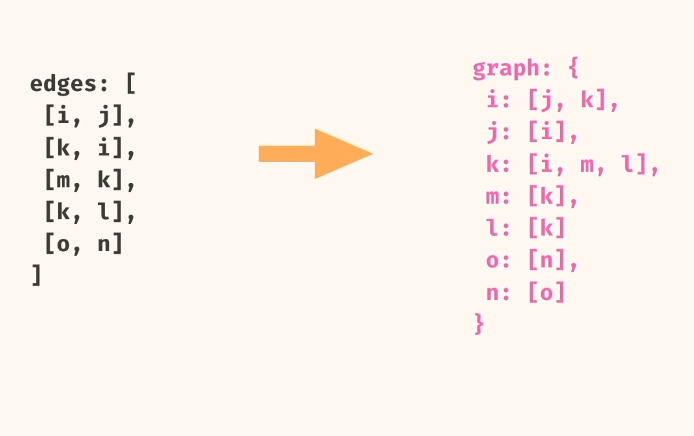 edges: [
[i, j],
[k, i],
[m, k],
[k, l],
[o, n]
]
graph: {
i: [j, k],
j: [i],
k: [i, m, l],
m: [k],
l: [k]
o: [n],
n: [o]
}